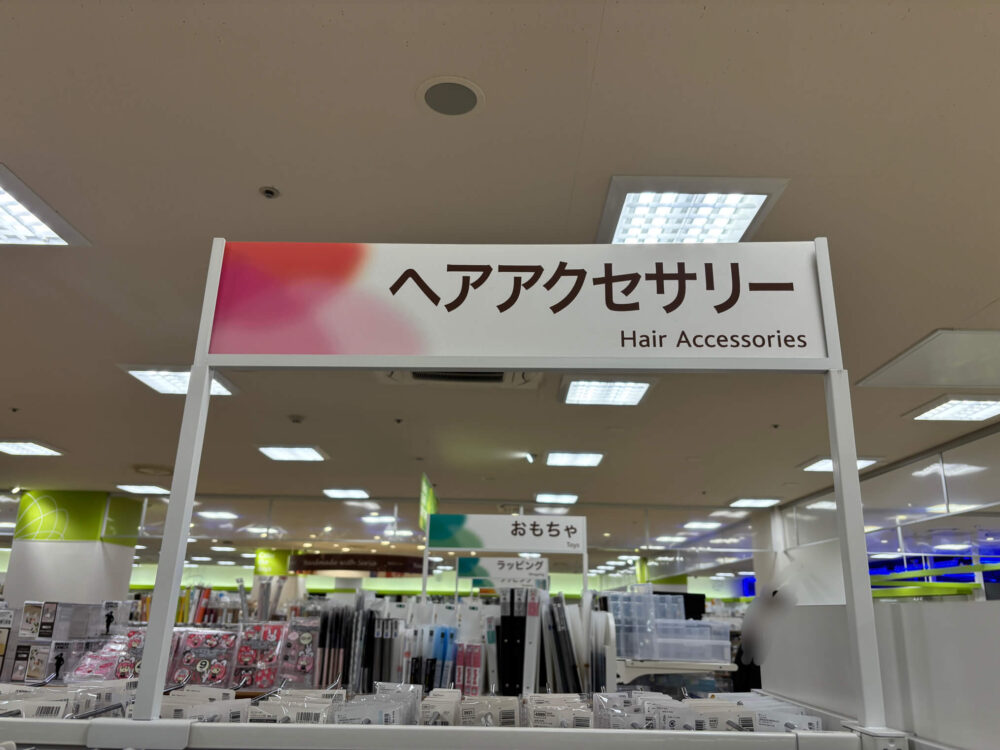 ヘアアクセサリー
Hair Accessories
おもちゃ
Toys
ラッピング